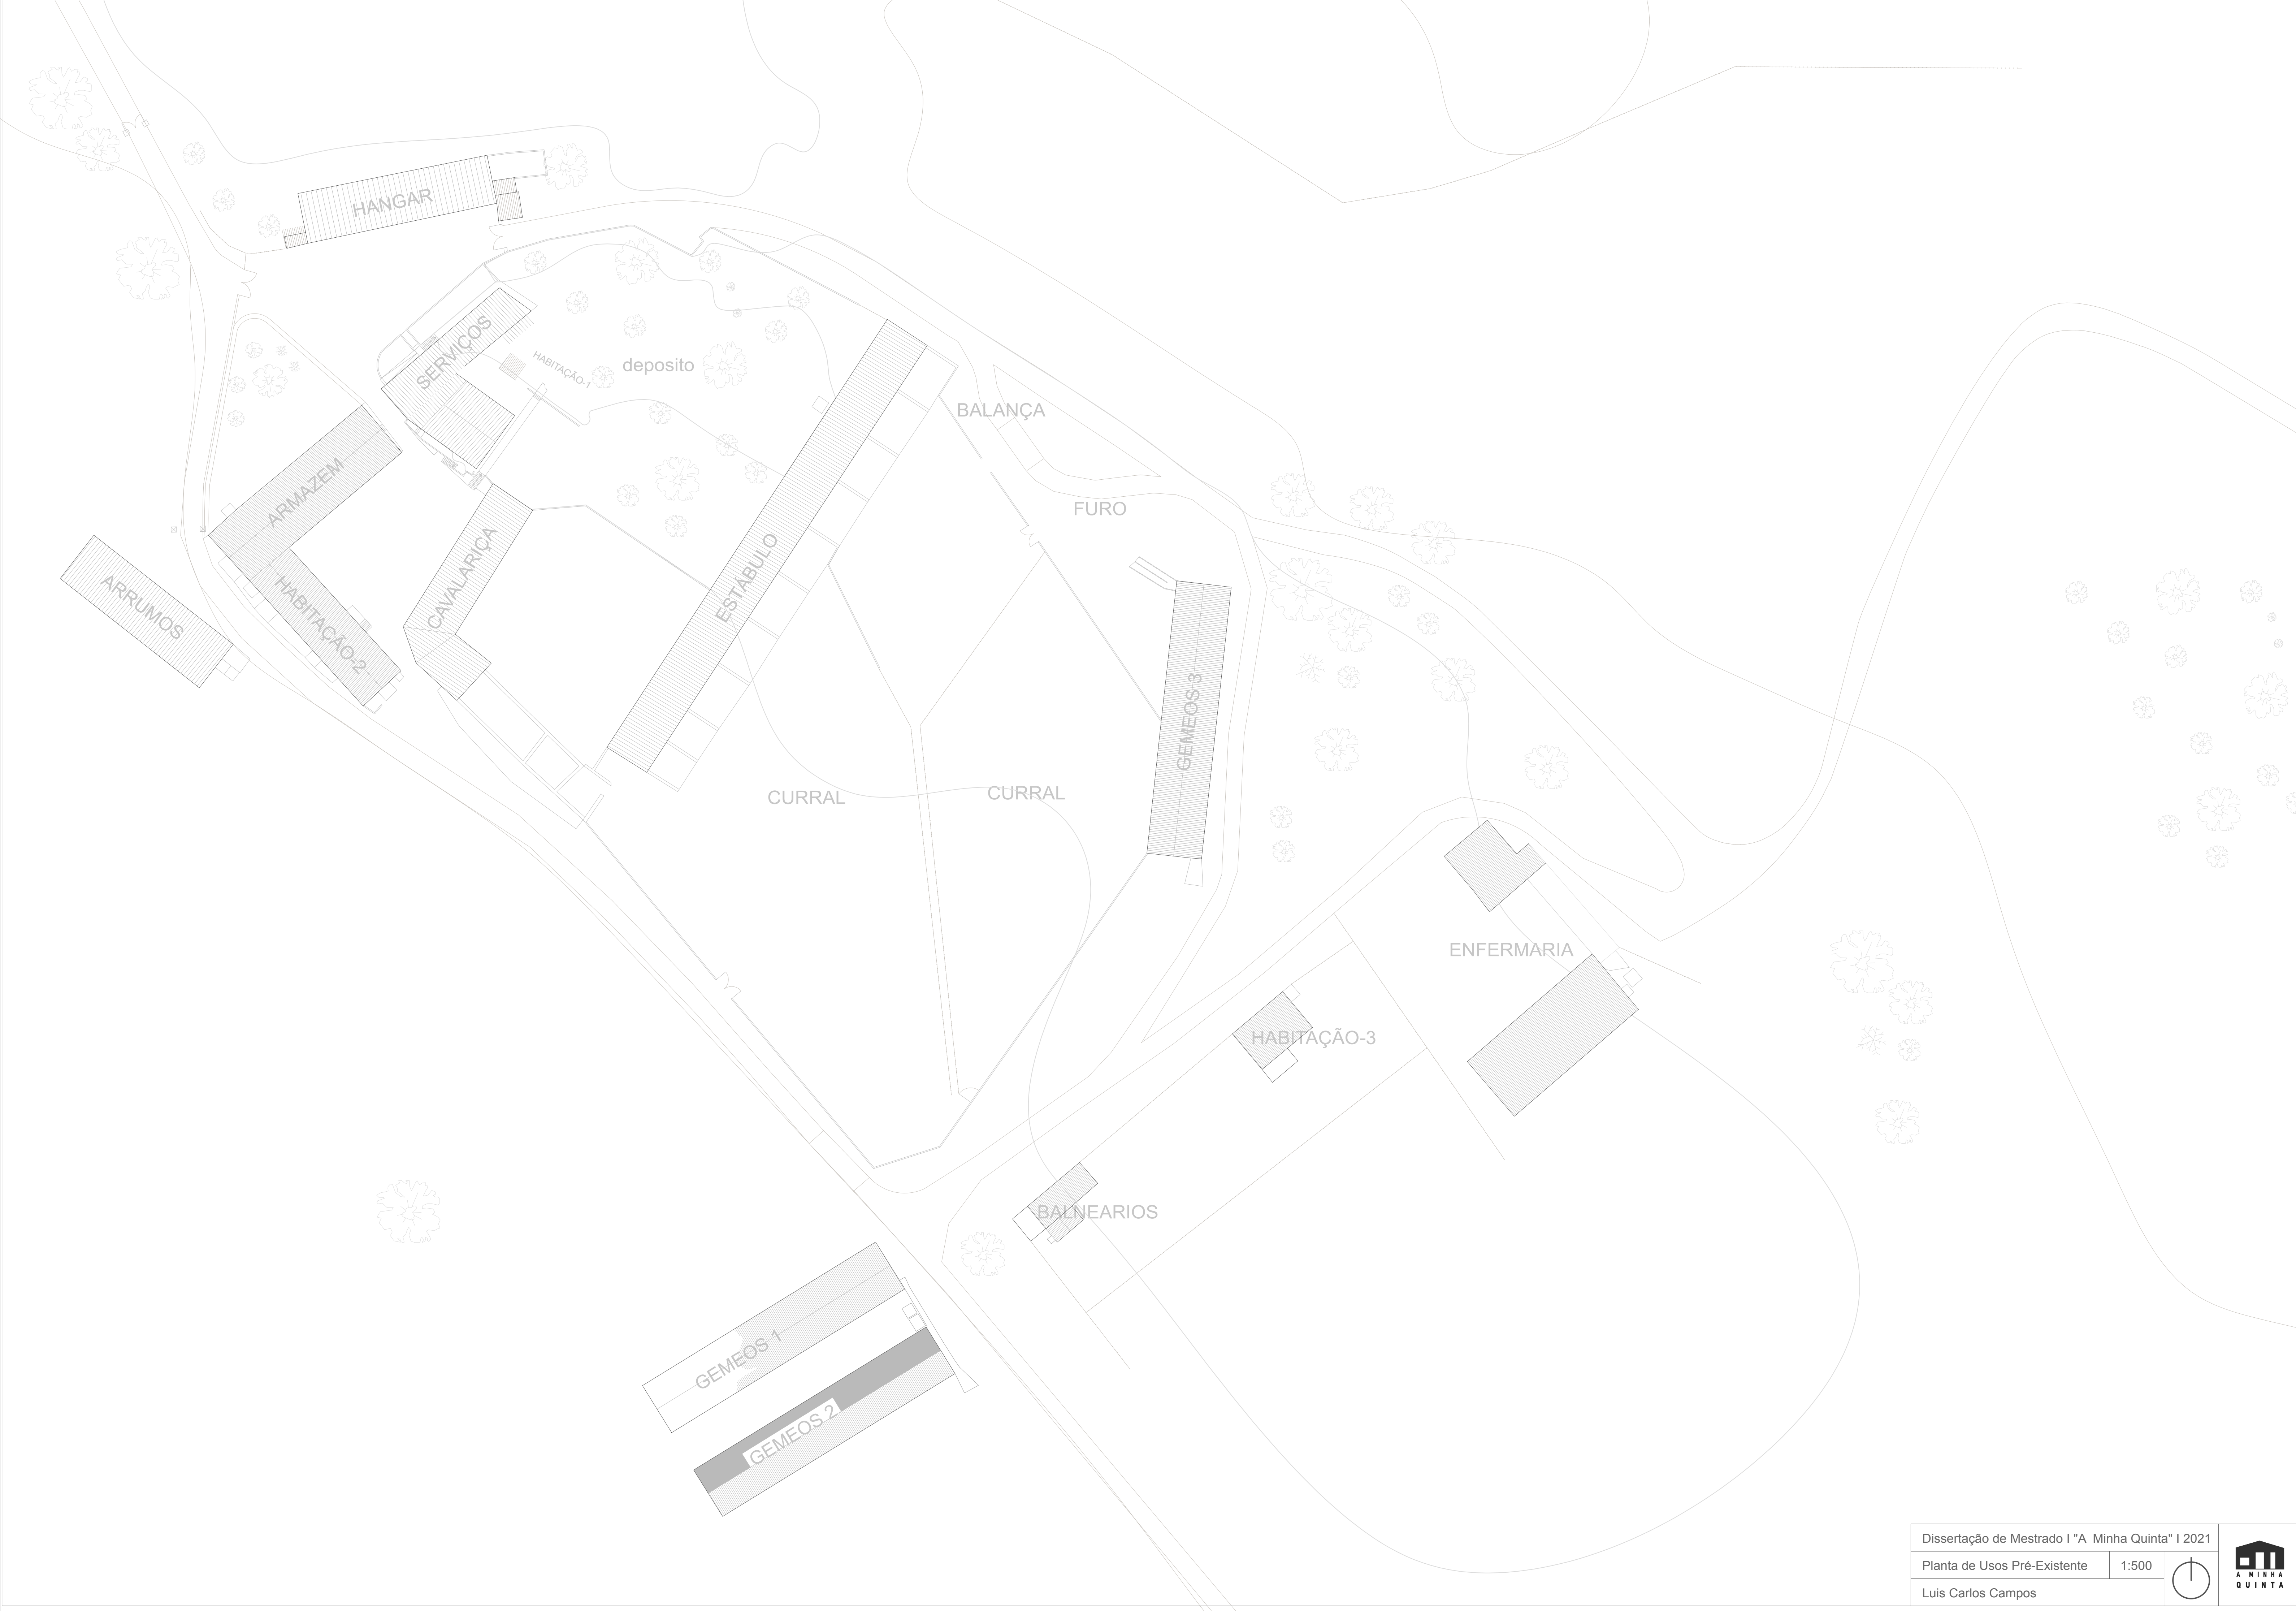 HANGAR
SERVIÇOS
HABITAÇÃO-1
deposito
BALANÇA
ARMAZEM
FURO
CAVALARIÇA
ESTÁBULO
ARRUMOS
HABITAÇÃO-2
GEMEOS 3
CURRAL
CURRAL
ENFERMARIA
HABITAÇÃO-3
BALNEARIOS
GEMEOS 1
GEMEOS 2
Dissertação de Mestrado I "A Minha Quinta" I 2021
Planta de Usos Pré-Existente
1:500
Luis Carlos Campos
A MINHA
QUINTA